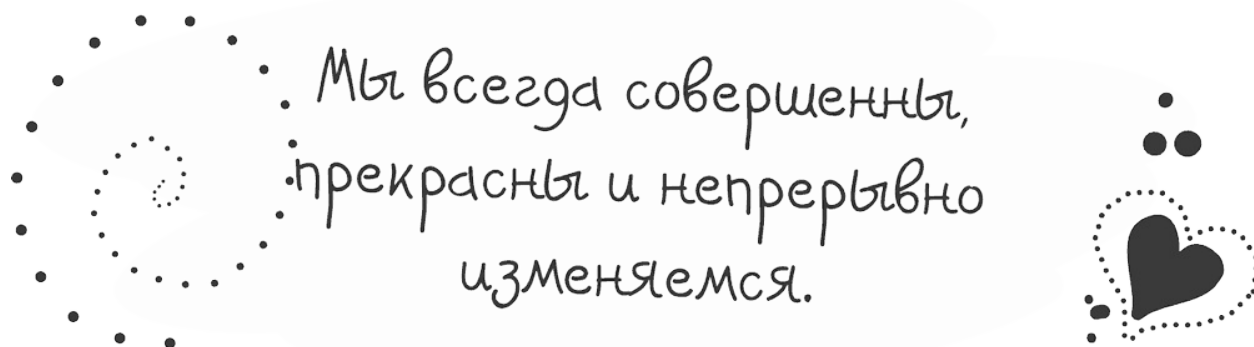 Мы всегда совершенны,
прекрасны и непрерывно
изменяемся.